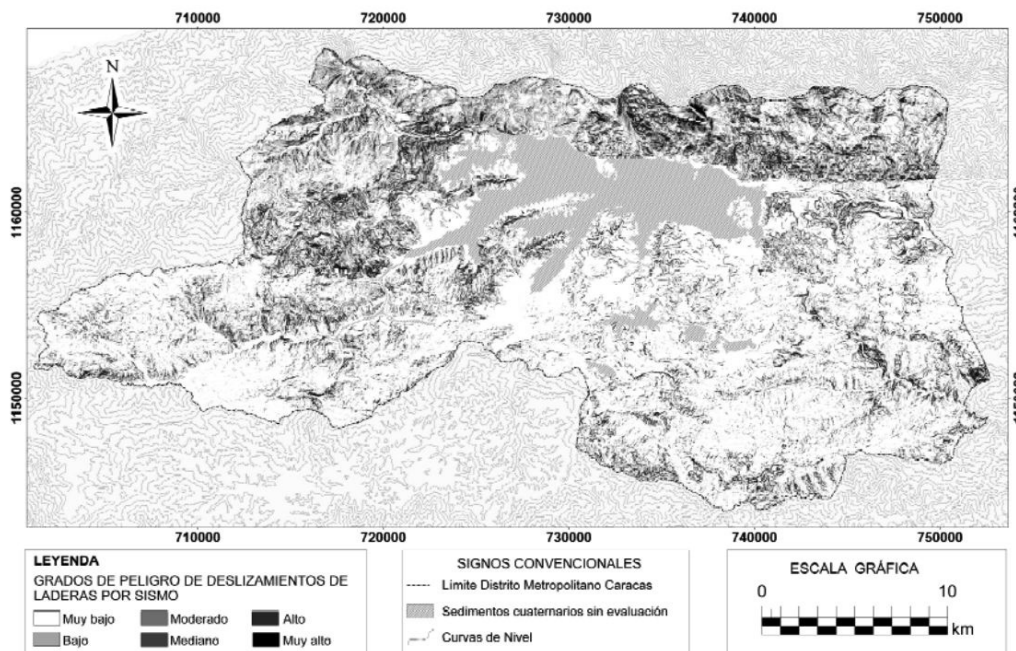 710000 720000 730000 740000 750000
N
1160000 1160000
1150000 1150000
710000 720000 730000 740000 750000
LEYENDA
GRADOS DE PELIGRO DE DESLIZAMIENTOS DE
LADERAS POR SISMO
Muy bajo Moderado Alto
Bajo Mediano Muy alto
SIGNOS CONVENCIONALES
Limite Distrito Metropolitano Caracas
Sedimentos cuaternarios sin evaluación
Curvas de Nivel
ESCALA GRÁFICA
0 10
km